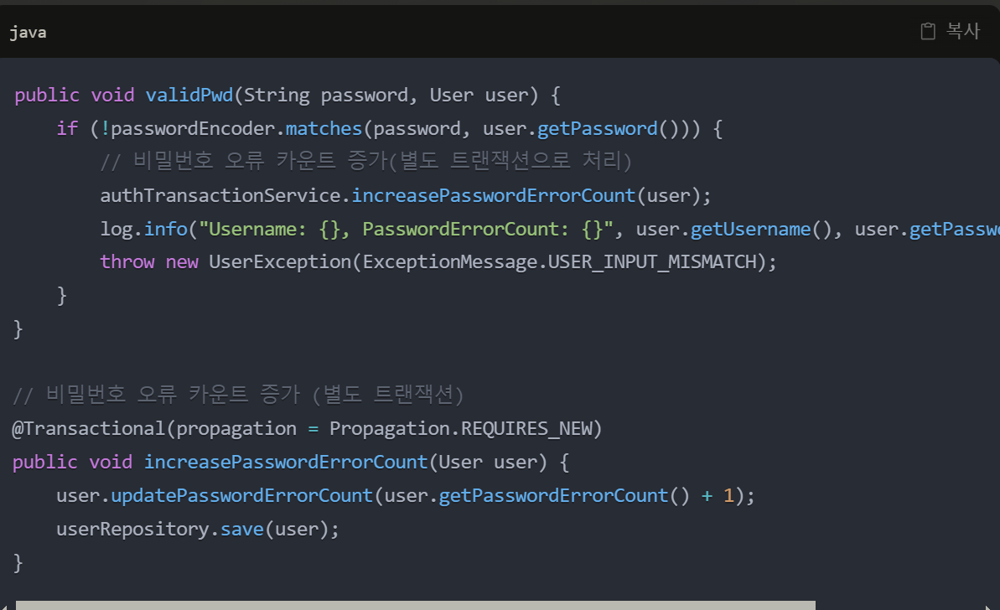 java
복사
public void validPwd(String password, User user) {
if (!passwordEncoder.matches(password, user.getPassword())) {
// 비밀번호 오류 카운트 증가(별도 트랜잭션으로 처리)
authTransactionService.increasePasswordErrorCount(user);
log.info("Username: {}, PasswordErrorCount: {}", user.getUsername(), user.getPassw
throw new UserException(ExceptionMessage.USER_INPUT_MISMATCH);
}
}
// 비밀번호 오류 카운트 증가 (별도 트랜잭션)
@Transactional(propagation = Propagation.REQUIRES_NEW)
public void increasePasswordErrorCount(User user) {
user.updatePasswordErrorCount(user.getPasswordErrorCount() + 1);
userRepository.save(user);
}